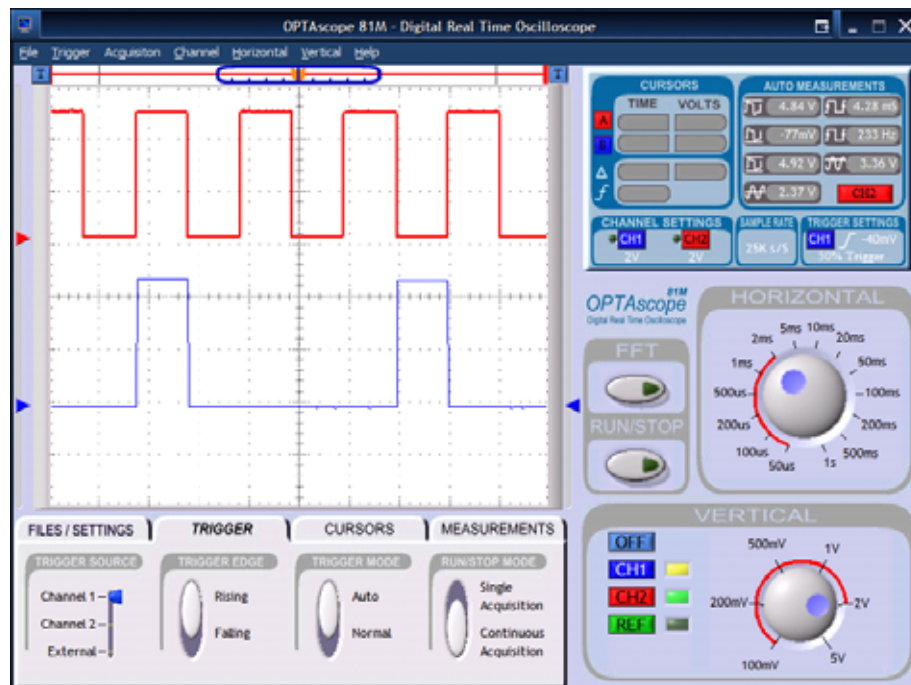 OPTAscope 81M - Digital Real Time Oscilloscope
File Trigger Acquisiton Channel Horizontal Vertical Help
T T
CURSORS
TIME VOLTS
A
B
Δ
ƒ
AUTO MEASUREMENTS
4.84 V 4.28 mS
-77mV 233 Hz
4.92 V 3.36 V
2.37 V CH2
CHANNEL SETTINGS
CH1 CH2
2V 2V
SAMPLE RATE
25K s/S
TRIGGER SETTINGS
CH1 -40mV
30% Trigger
81M
OPTAscope
Digital Real Time Oscilloscope
FFT
RUN/STOP
HORIZONTAL
5ms 10ms
2ms 20ms
1ms 50ms
500us 100ms
200us 200ms
100us 500ms
50us 1s
FILES / SETTINGS TRIGGER CURSORS MEASUREMENTS
TRIGGER SOURCE
Channel 1
Channel 2
External
TRIGGER EDGE
Rising
Falling
TRIGGER MODE
Auto
Normal
RUN/STOP MODE
Single
Acquisition
Continuous
Acquisition
VERTICAL
OFF
CH1
CH2
REF
500mV 1V
200mV 2V
100mV 5V